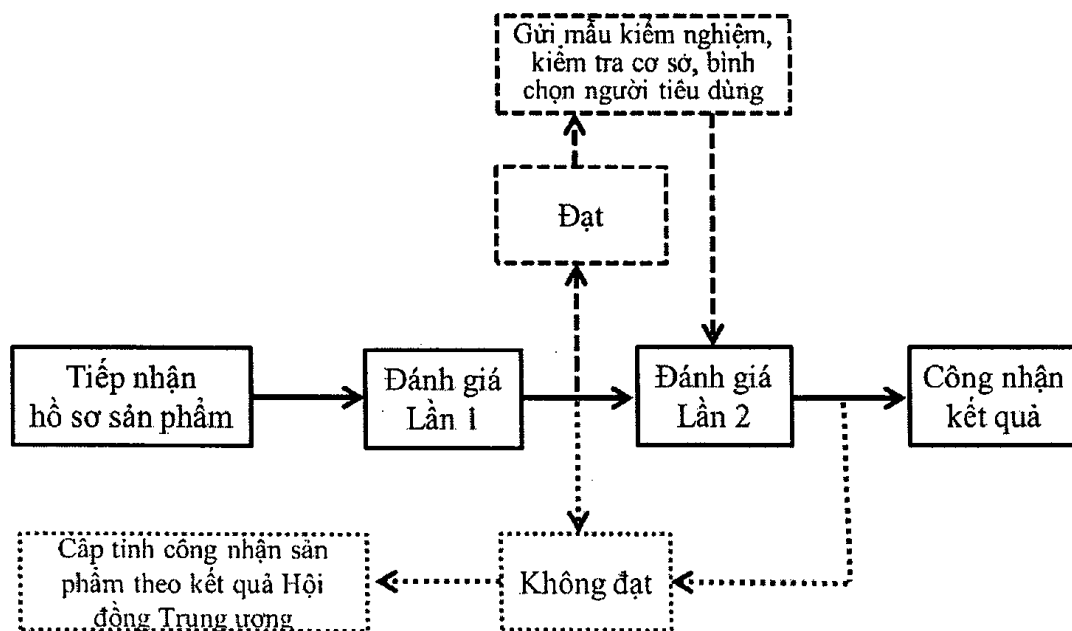 Gửi mẫu kiểm nghiệm,
kiểm tra cơ sở, bình
chọn người tiêu dùng
Đạt
Tiếp nhận
hồ sơ sản phẩm
Đánh giá
Lần 1
Đánh giá
Lần 2
Công nhận
kết quả
Cấp tỉnh công nhận sản
phẩm theo kết quả Hội
đồng Trung ương
Không đạt